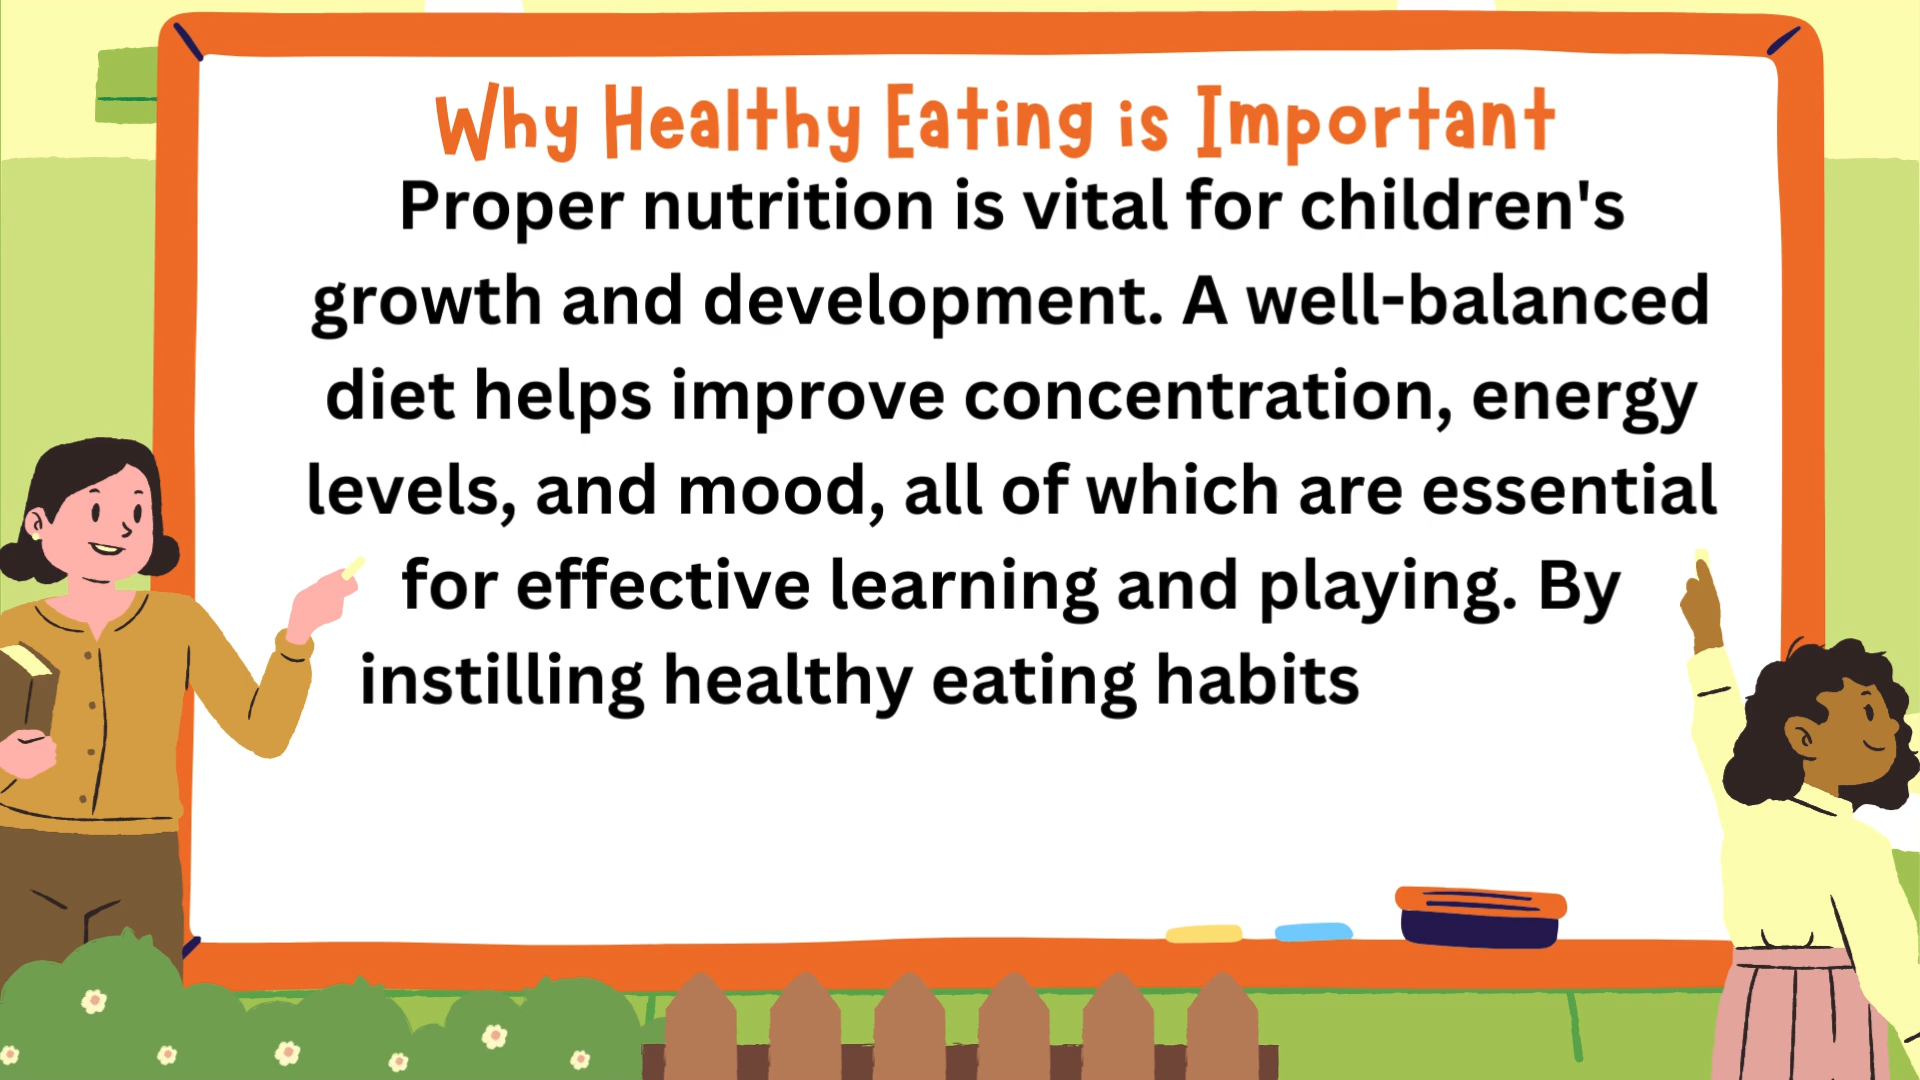 Why Healthy Eating is Important
Proper nutrition is vital for children's
growth and development. A well-balanced
diet helps improve concentration, energy
levels, and mood, all of which are essential
for effective learning and playing. By
instilling healthy eating habits